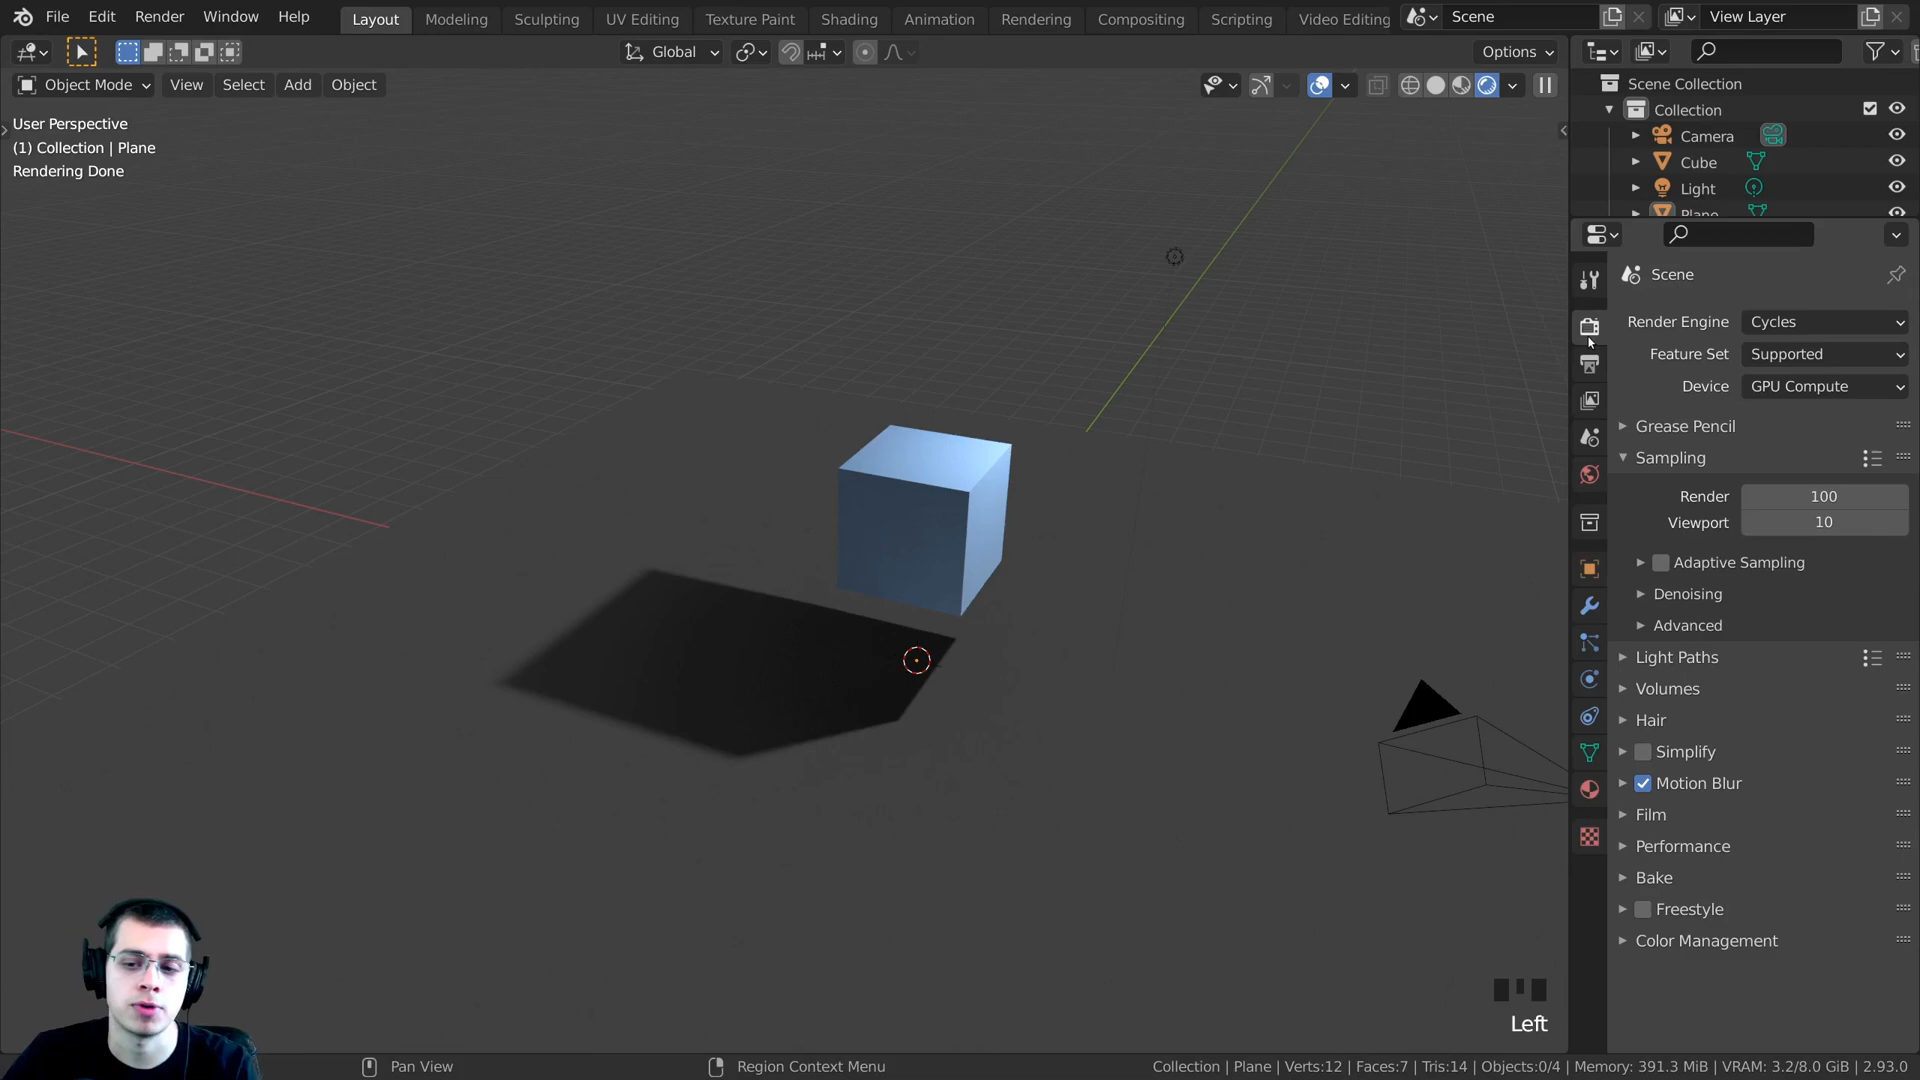 File Edit Render Window Help Layout Modeling Sculpting UV Editing Texture Paint Shading Animation Rendering Compositing Scripting Video Editing Scene View Layer
Global Options
Object Mode View Select Add Object
User Perspective
(1) Collection | Plane
Rendering Done
Scene Collection
Collection
Camera
Cube
Light
Plane
Scene
Render Engine Cycles
Feature Set Supported
Device GPU Compute
Grease Pencil
Sampling
Render 100
Viewport 10
Adaptive Sampling
Denoising
Advanced
Light Paths
Volumes
Hair
Simplify
Motion Blur
Film
Performance
Bake
Freestyle
Color Management
Left
Pan View Region Context Menu Collection | Plane | Verts:12 | Faces:7 | Tris:14 | Objects:0/4 | Memory: 391.3 MiB | VRAM: 3.2/8.0 GiB | 2.93.0